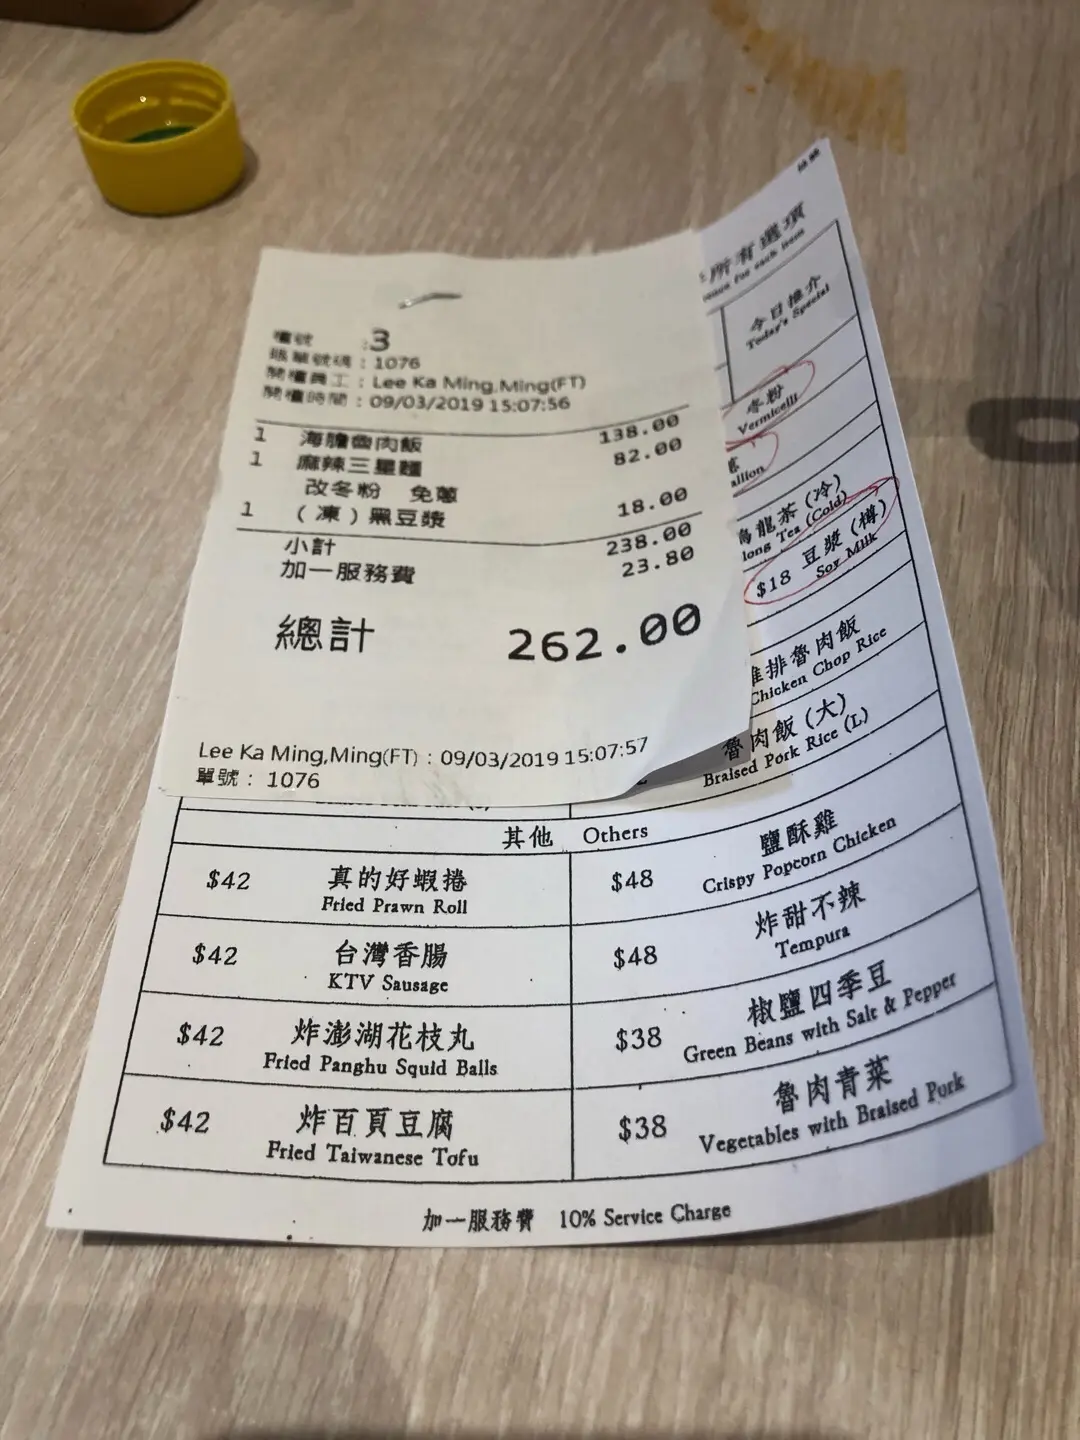 檯號 :3
賬單號碼 : 1076
開檯員工 : Lee Ka Ming,Ming(FT)
開檯時間 : 09/03/2019 15:07:56
1 海膽魯肉飯 138.00
1 麻辣三星麵 82.00
改冬粉 免蔥
1 (凍) 黑豆漿 18.00
小計 238.00
加一服務費 23.80
總計 262.00
Lee Ka Ming,Ming(FT) : 09/03/2019 15:07:57
單號 : 1076
所有選項
for each item
今日推介
Today's Special
冬粉
Vermicelli
烏龍茶 (冷)
long Tea (Cold)
$18 豆漿 (樽)
Soy Milk
排魯肉飯
Chicken Chop Rice
魯肉飯 (大)
Braised Pork Rice (L)
其他 Others
$42 真的好蝦捲
Fried Prawn Roll
$48 鹽酥雞
Crispy Popcorn Chicken
$42 台灣香腸
KTV Sausage
$48 炸甜不辣
Tempura
$42 炸澎湖花枝丸
Fried Panghu Squid Balls
$38 椒鹽四季豆
Green Beans with Salt & Pepper
$42 炸百頁豆腐
Fried Taiwanese Tofu
$38 魯肉青菜
Vegetables with Braised Pork
加一服務費 10% Service Charge